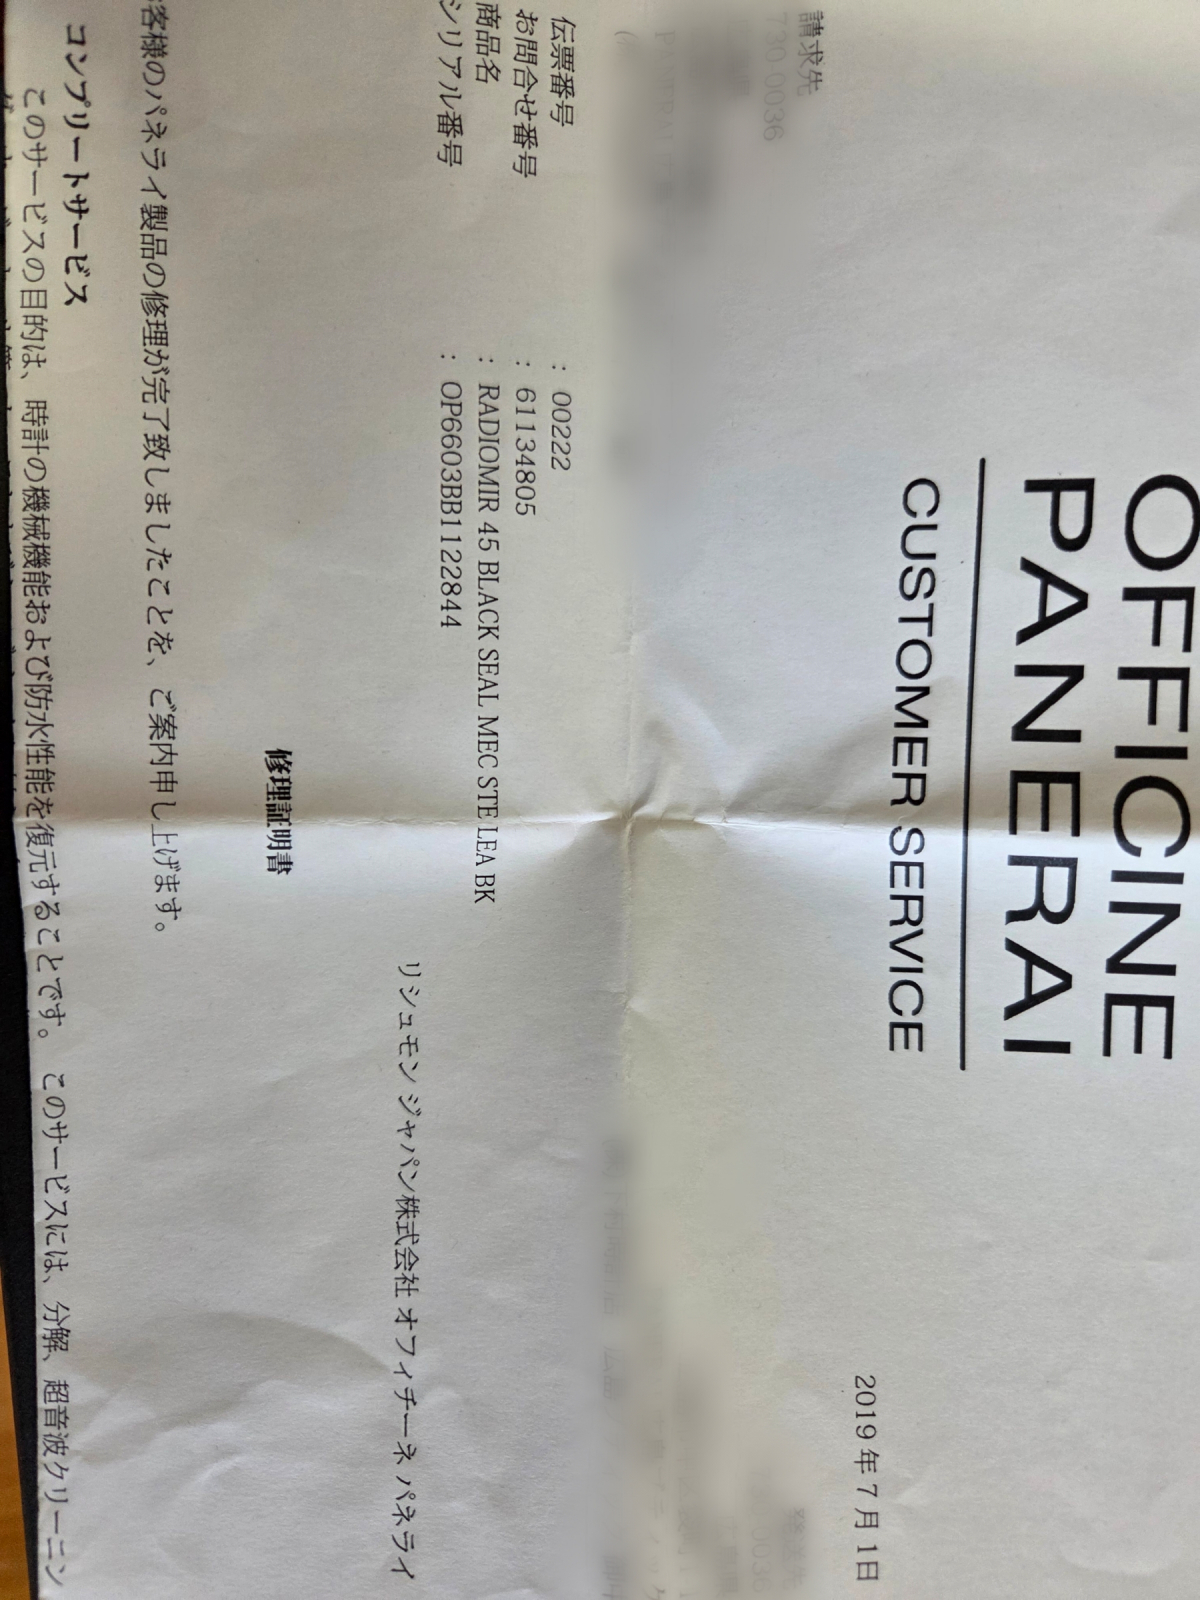 OFFICINE
PANERAI
CUSTOMER SERVICE
2019年7月1日
請求先
730 0036
伝票番号 : 00222
お問合せ番号 : 61134805
商品名 : RADIOMIR 45 BLACK SEAL MEC STE LEA BK
シリアル番号 : OP6603BB1122844
リシュモン ジャパン株式会社 オフィチーネ パネライ
修理証明書
客様のパネライ製品の修理が完了致しましたことを、ご案内申し上げます。
コンプリートサービス
このサービスの目的は、時計の機械機能および防水性能を復元することです。 このサービスには、分解、超音波クリーニン